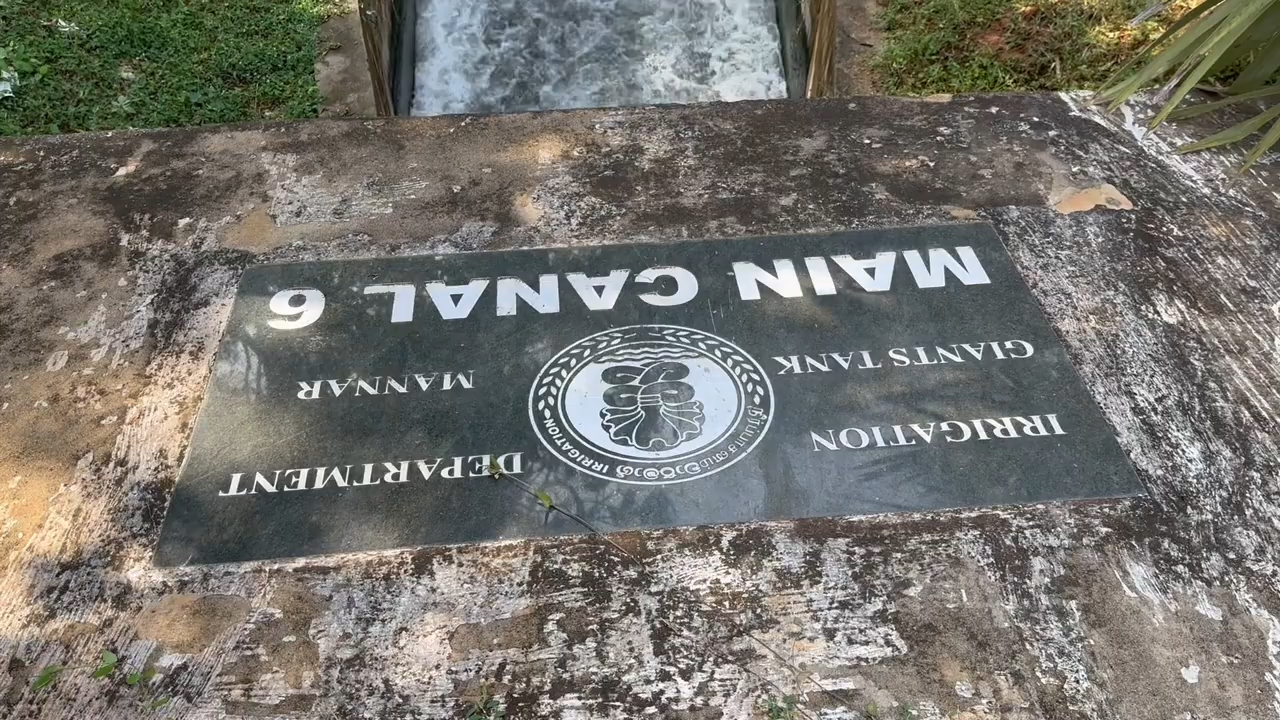 IRRIGATION DEPARTMENT
IRRIGATION
GIANTS TANK MANNAR
MAIN CANAL 6